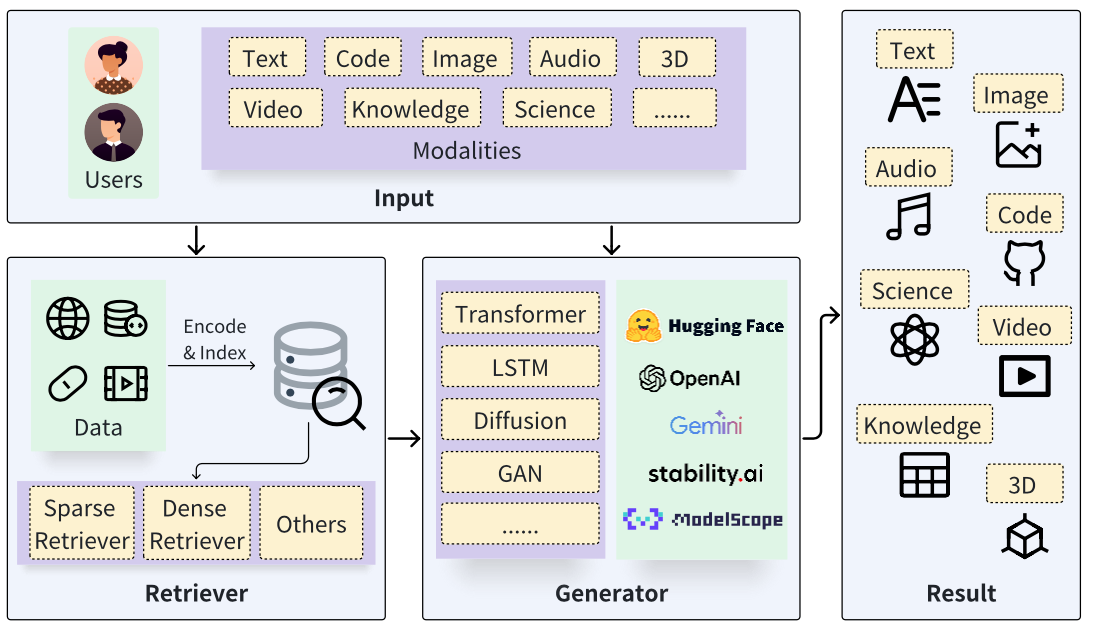 Text
Code
Image
Audio
3D
Video
Knowledge
Science
......
Modalities
Users
Input
Encode
& Index
Data
Sparse
Retriever
Dense
Retriever
Others
Retriever
Transformer
LSTM
Diffusion
GAN
......
Hugging Face
OpenAI
Gemini
stability.ai
ModelScope
Generator
Text
Image
Audio
Code
Science
Video
Knowledge
3D
Result